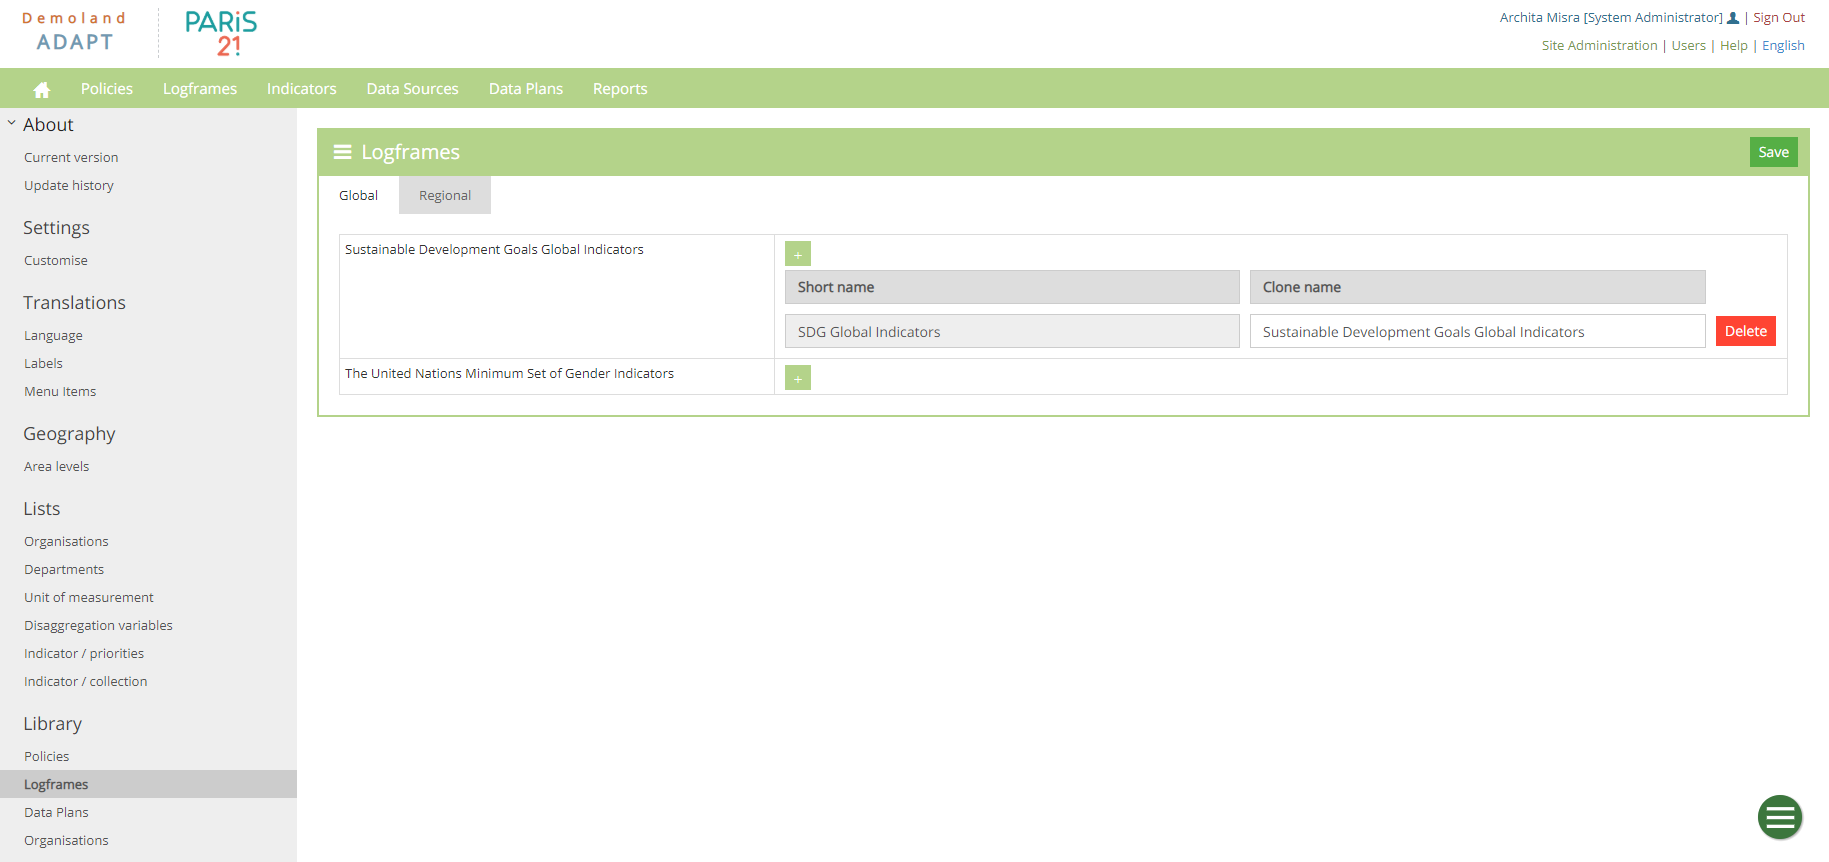 Demoland
ADAPT
PARiS
21
Archita Misra [System Administrator] | Sign Out
Site Administration | Users | Help | English
Policies Logframes Indicators Data Sources Data Plans Reports
About
Current version
Update history
Settings
Customise
Translations
Language
Labels
Menu Items
Geography
Area levels
Lists
Organisations
Departments
Unit of measurement
Disaggregation variables
Indicator / priorities
Indicator / collection
Library
Policies
Logframes
Data Plans
Organisations
Logframes Save
Global Regional
Sustainable Development Goals Global Indicators +
Short name Clone name
SDG Global Indicators Sustainable Development Goals Global Indicators Delete
The United Nations Minimum Set of Gender Indicators +